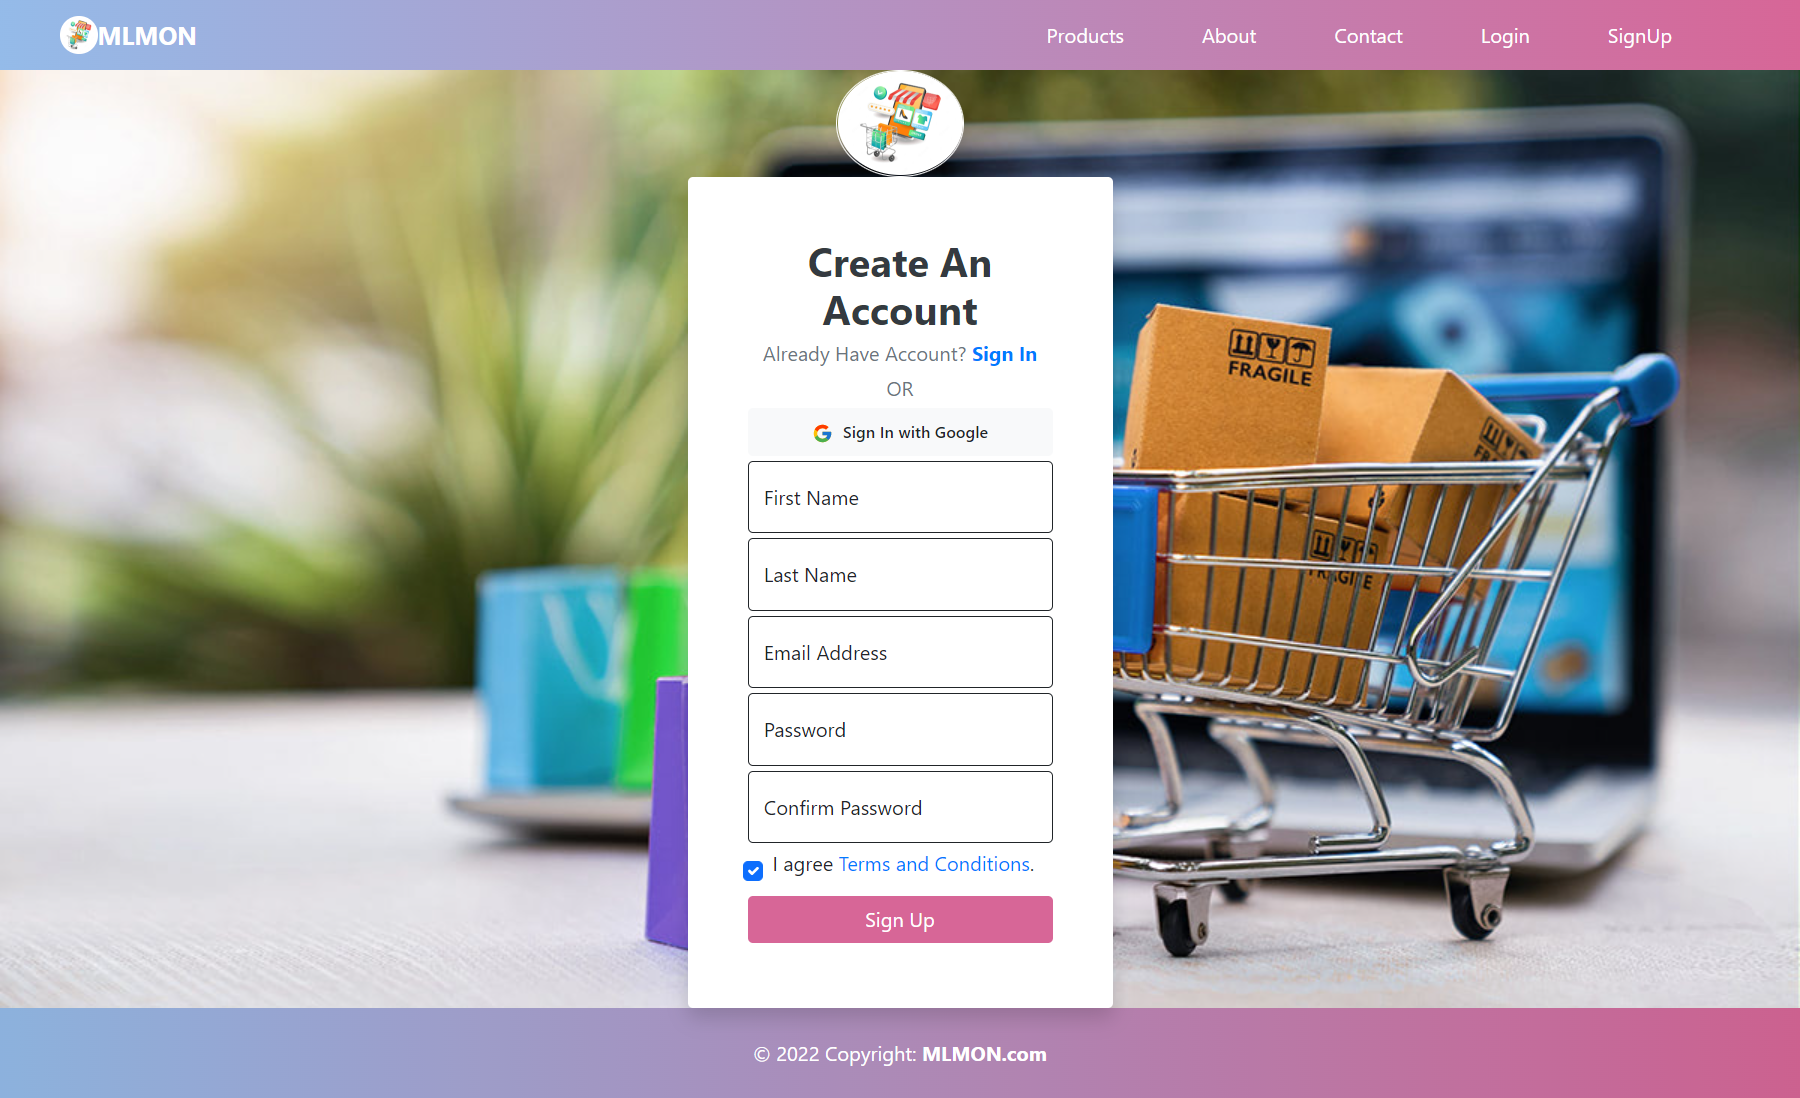 MLMON
Products
About
Contact
Login
SignUp
Create An
Account
Already Have Account? Sign In
OR
Sign In with Google
First Name
Last Name
Email Address
Password
Confirm Password
I agree Terms and Conditions.
Sign Up
FRAGILE
FRAGILE
© 2022 Copyright: MLMON.com